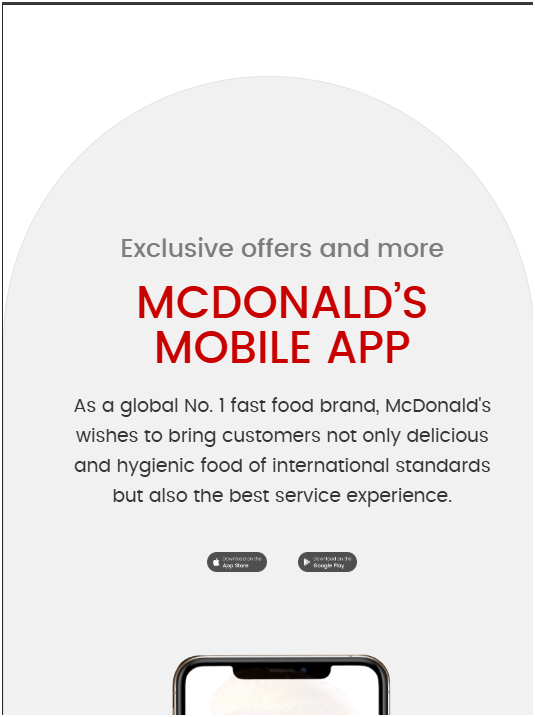 Exclusive offers and more
MCDONALD’S
MOBILE APP
As a global No. 1 fast food brand, McDonald's
wishes to bring customers not only delicious
and hygienic food of international standards
but also the best service experience.
Download on the
App Store
Download on the
Google Play